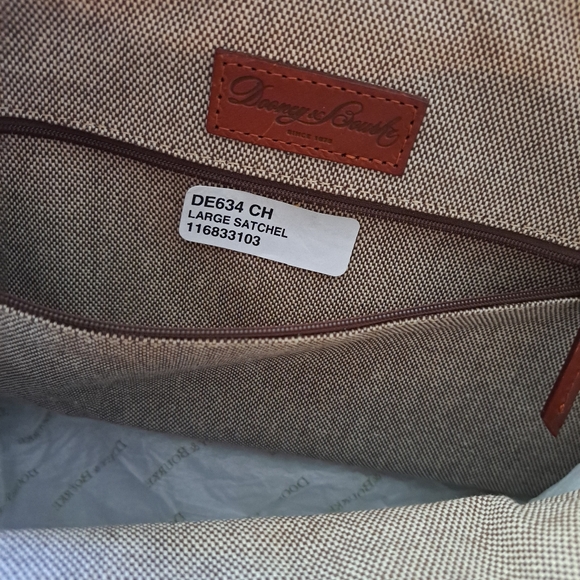 Dooney & Bourke
SINCE 1975
DE634 CH
LARGE SATCHEL
116833103